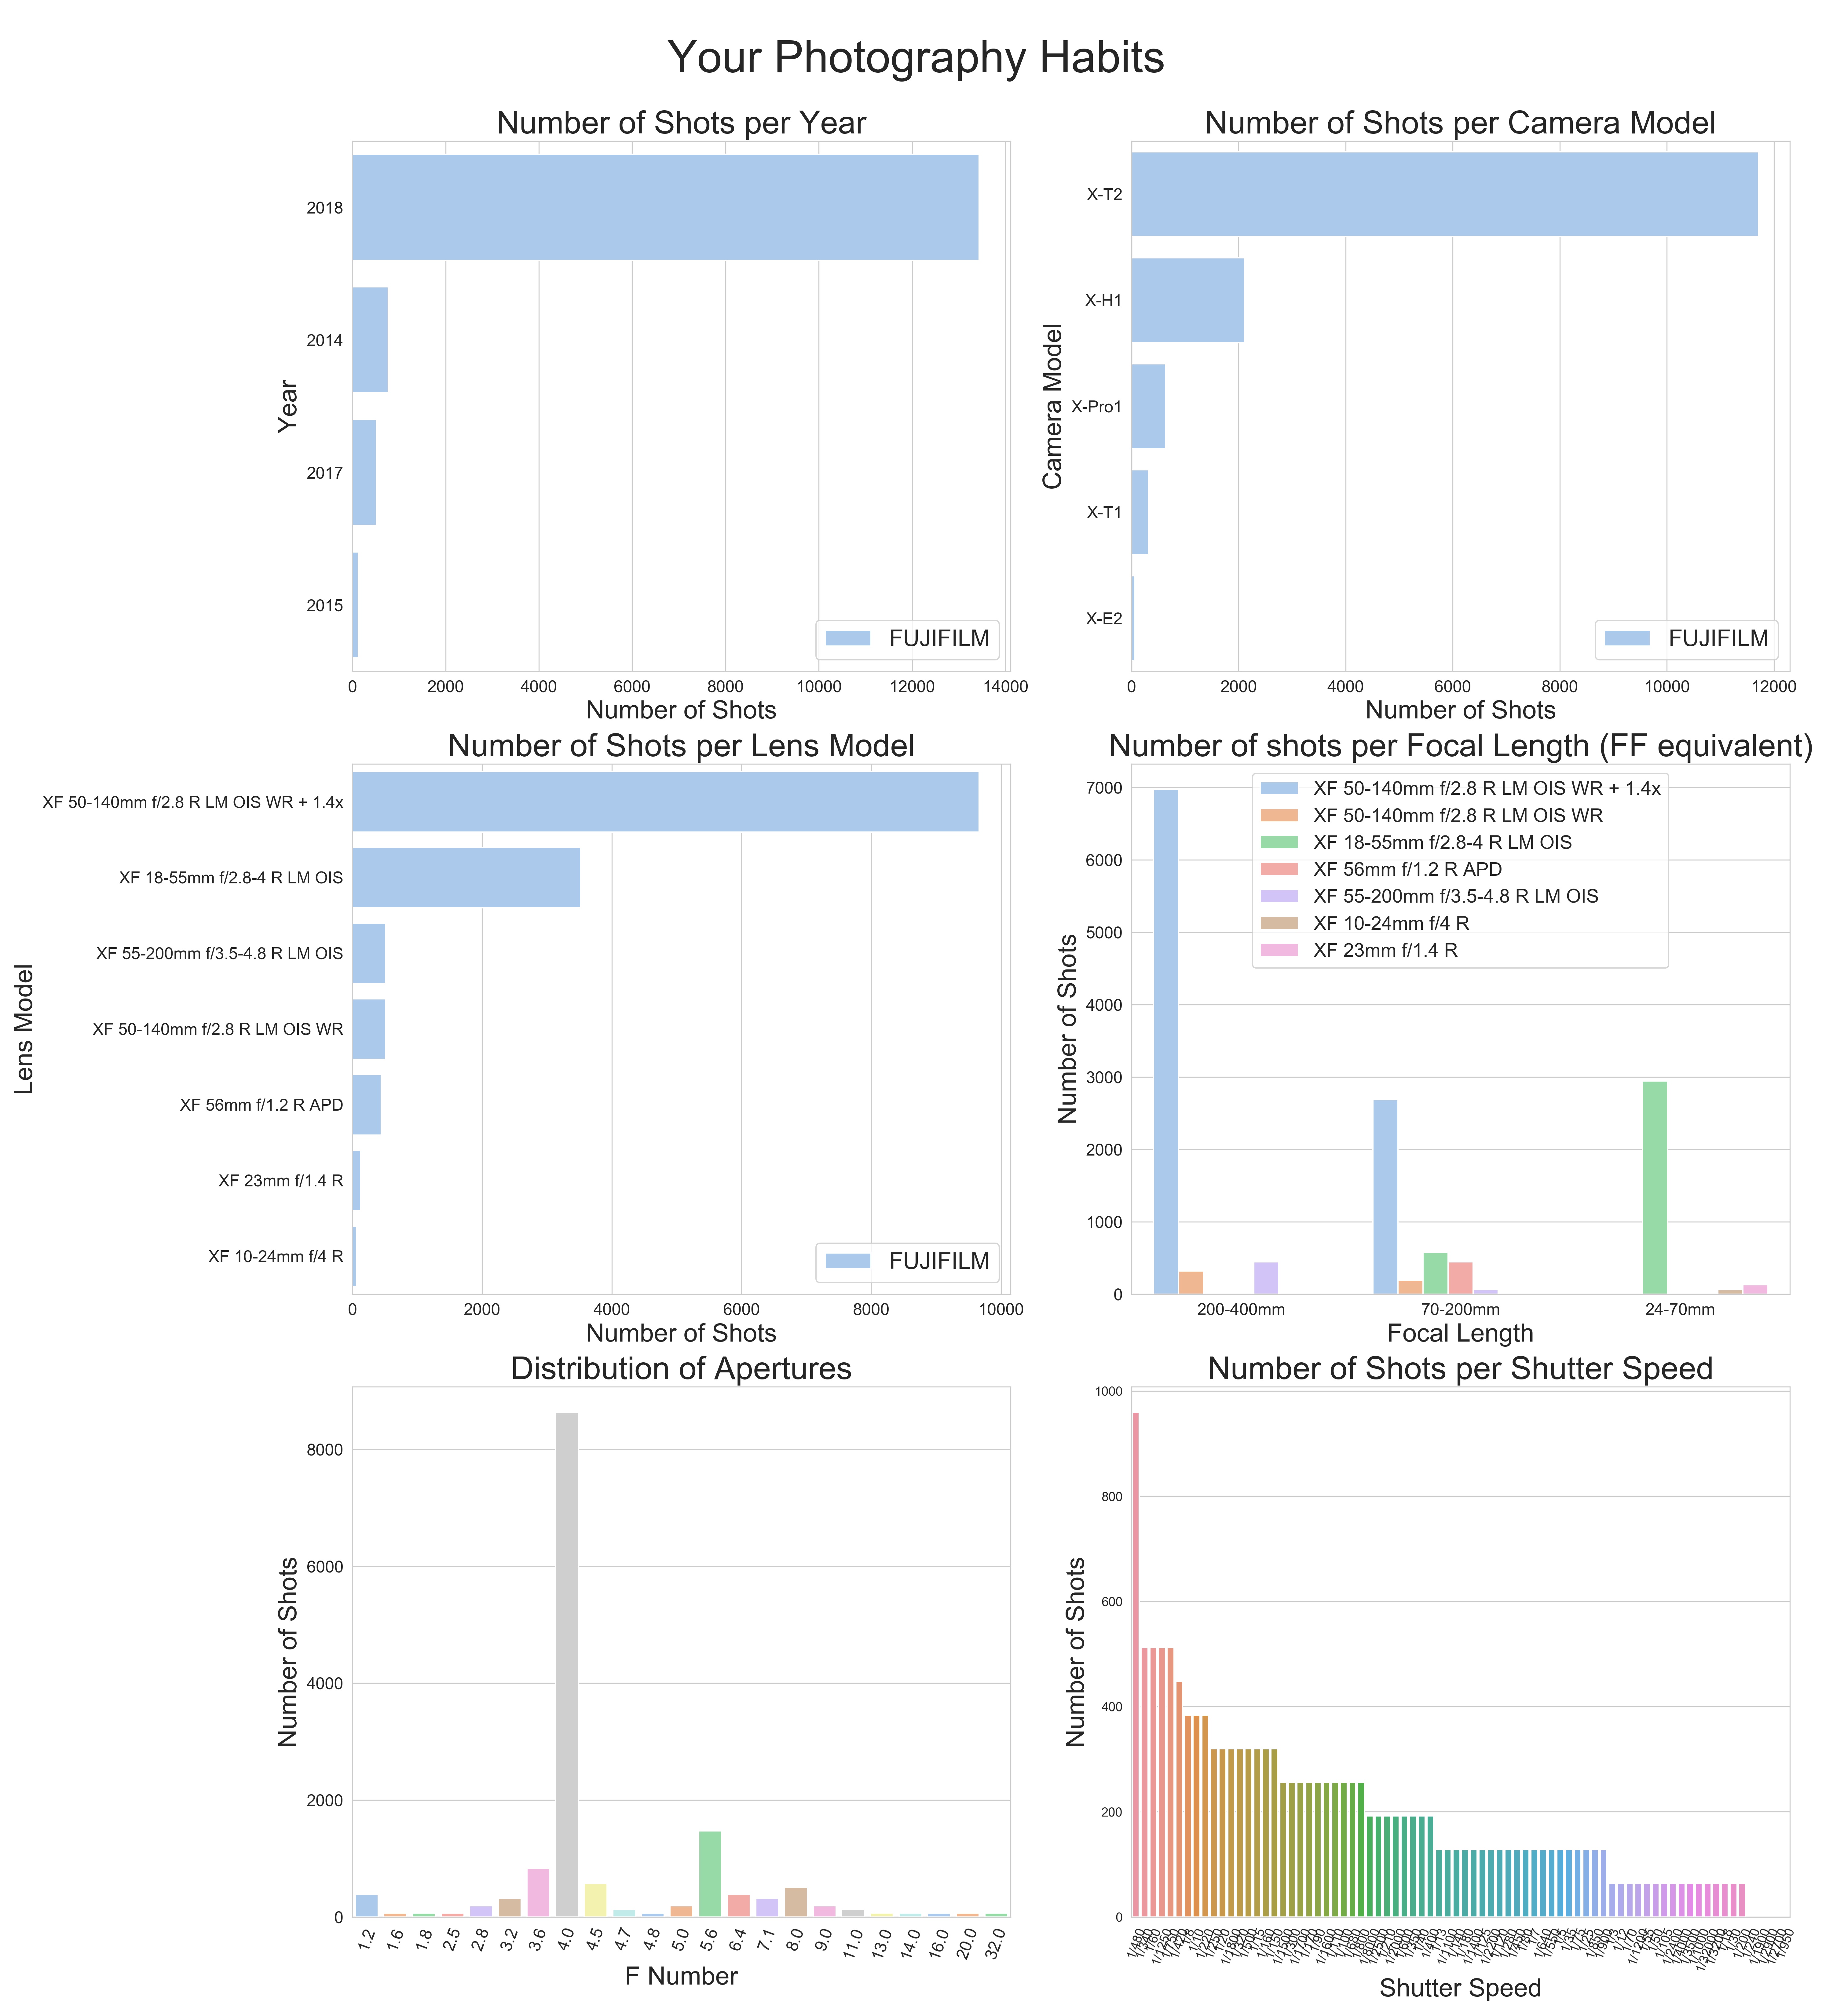 Your Photography Habits
Number of Shots per Year
Year
2018
2014
2017
2015
FUJIFILM
0 2000 4000 6000 8000 10000 12000 14000
Number of Shots
Number of Shots per Camera Model
Camera Model
X-T2
X-H1
X-Pro1
X-T1
X-E2
FUJIFILM
0 2000 4000 6000 8000 10000 12000
Number of Shots
Number of Shots per Lens Model
Lens Model
XF 50-140mm f/2.8 R LM OIS WR + 1.4x
XF 18-55mm f/2.8-4 R LM OIS
XF 55-200mm f/3.5-4.8 R LM OIS
XF 50-140mm f/2.8 R LM OIS WR
XF 56mm f/1.2 R APD
XF 23mm f/1.4 R
XF 10-24mm f/4 R
FUJIFILM
0 2000 4000 6000 8000 10000
Number of Shots
Number of shots per Focal Length (FF equivalent)
Number of Shots
7000
6000
5000
4000
3000
2000
1000
0
XF 50-140mm f/2.8 R LM OIS WR + 1.4x
XF 50-140mm f/2.8 R LM OIS WR
XF 18-55mm f/2.8-4 R LM OIS
XF 56mm f/1.2 R APD
XF 55-200mm f/3.5-4.8 R LM OIS
XF 10-24mm f/4 R
XF 23mm f/1.4 R
200-400mm 70-200mm 24-70mm
Focal Length
Distribution of Apertures
Number of Shots
8000
6000
4000
2000
0
1.2 1.6 1.8 2.5 2.8 3.2 3.6 4.0 4.5 4.7 4.8 5.0 5.6 6.4 7.1 8.0 9.0 11.0 13.0 14.0 16.0 20.0 32.0
F Number
Number of Shots per Shutter Speed
Number of Shots
1000
800
600
400
200
0
Shutter Speed